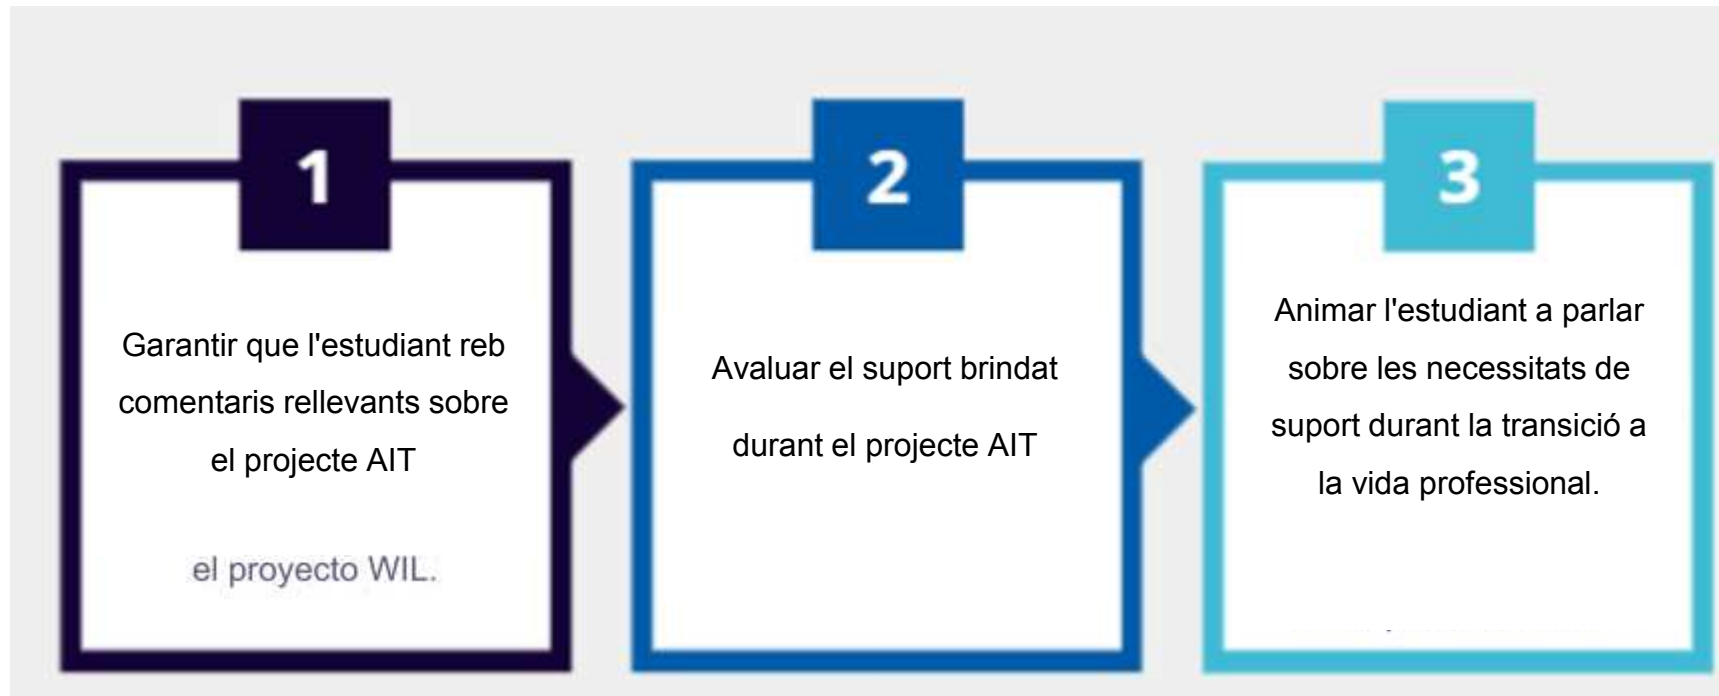 1
Garantir que l'estudiant reb
comentaris rellevants sobre
el projecte AIT
el proyecto WIL.
2
Avaluar el suport brindat
durant el projecte AIT
3
Animar l'estudiant a parlar
sobre les necessitats de
suport durant la transició a
la vida professional.